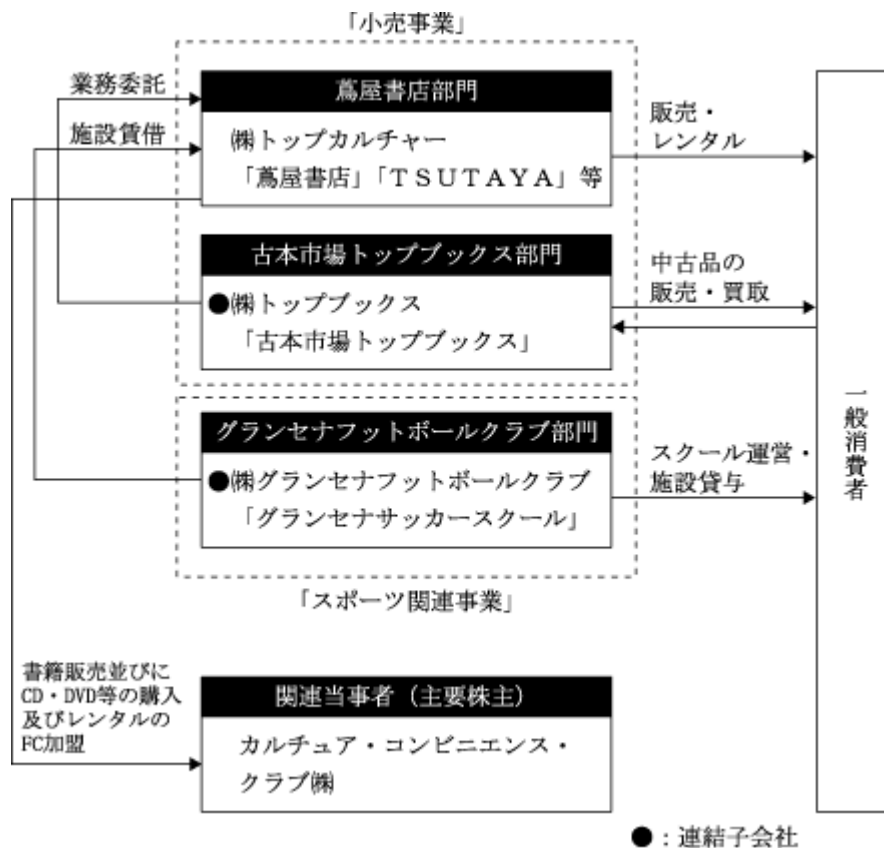 「小売事業」
業務委託
施設賃借
蔦屋書店部門
㈱トップカルチャー
「蔦屋書店」「ＴＳＵＴＡＹＡ」等
販売・
レンタル
古本市場トップブックス部門
●㈱トップブックス
「古本市場トップブックス」
中古品の
販売・買取
グランセナフットボールクラブ部門
●㈱グランセナフットボールクラブ
「グランセナサッカースクール」
スクール運営・
施設貸与
「スポーツ関連事業」
一般消費者
書籍販売並びに
CD・DVD等の購入
及びレンタルの
FC加盟
関連当事者（主要株主）
カルチュア・コンビニエンス・
クラブ㈱
●：連結子会社